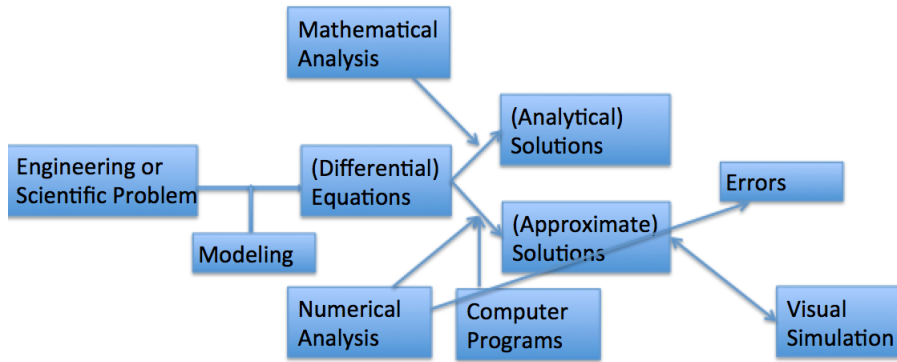 Mathematical
Analysis
(Analytical)
Solutions
Engineering or
Scientific Problem
(Differential)
Equations
Errors
(Approximate)
Solutions
Modeling
Numerical
Analysis
Computer
Programs
Visual
Simulation